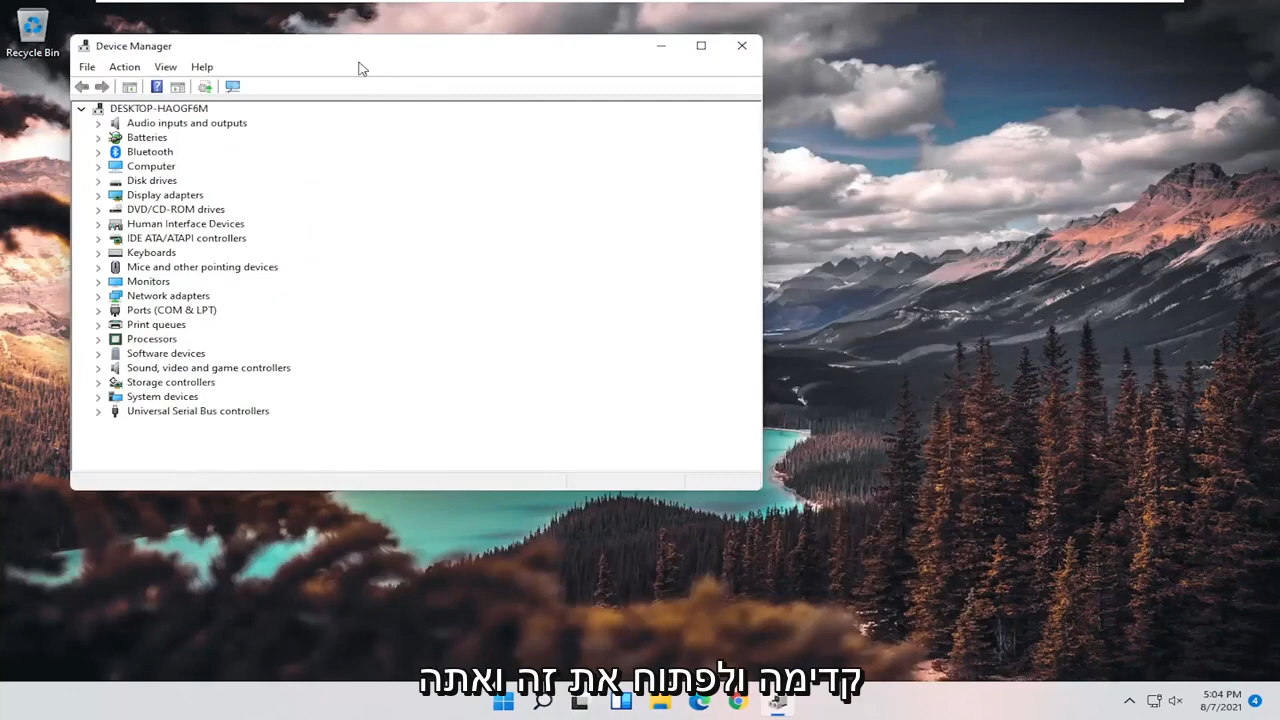 Recycle Bin
Device Manager
File Action View Help
DESKTOP-HAOGF6M
Audio inputs and outputs
Batteries
Bluetooth
Computer
Disk drives
Display adapters
DVD/CD-ROM drives
Human Interface Devices
IDE ATA/ATAPI controllers
Keyboards
Mice and other pointing devices
Monitors
Network adapters
Ports (COM & LPT)
Print queues
Processors
Software devices
Sound, video and game controllers
Storage controllers
System devices
Universal Serial Bus controllers
קדימה ולפתוח את זה ואתה
5:04 PM
8/7/2021
4